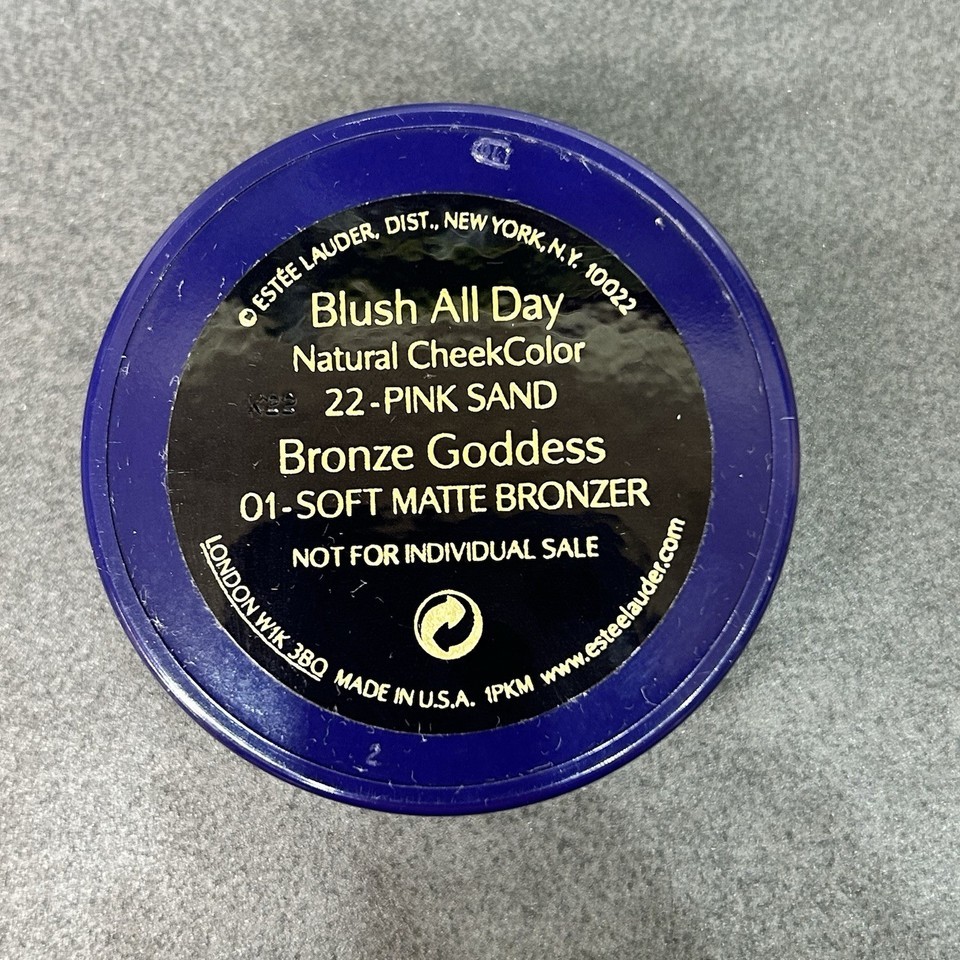 © ESTÉE LAUDER, DIST., NEW YORK, N.Y. 10022
Blush All Day
Natural CheekColor
22-PINK SAND
Bronze Goddess
01-SOFT MATTE BRONZER
NOT FOR INDIVIDUAL SALE
LONDON W1K 3BQ MADE IN U.S.A. 1PKM www.esteelauder.com
2